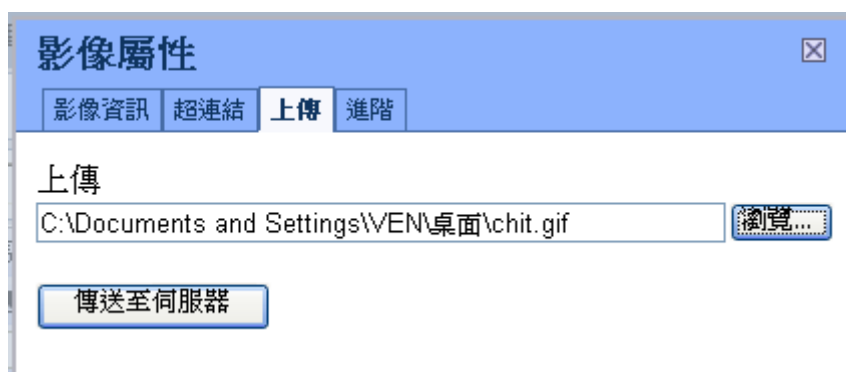 影像屬性
影像資訊 超連結 上傳 進階
上傳
C:\Documents and Settings\VEN\桌面\chit.gif 瀏覽...
傳送至伺服器